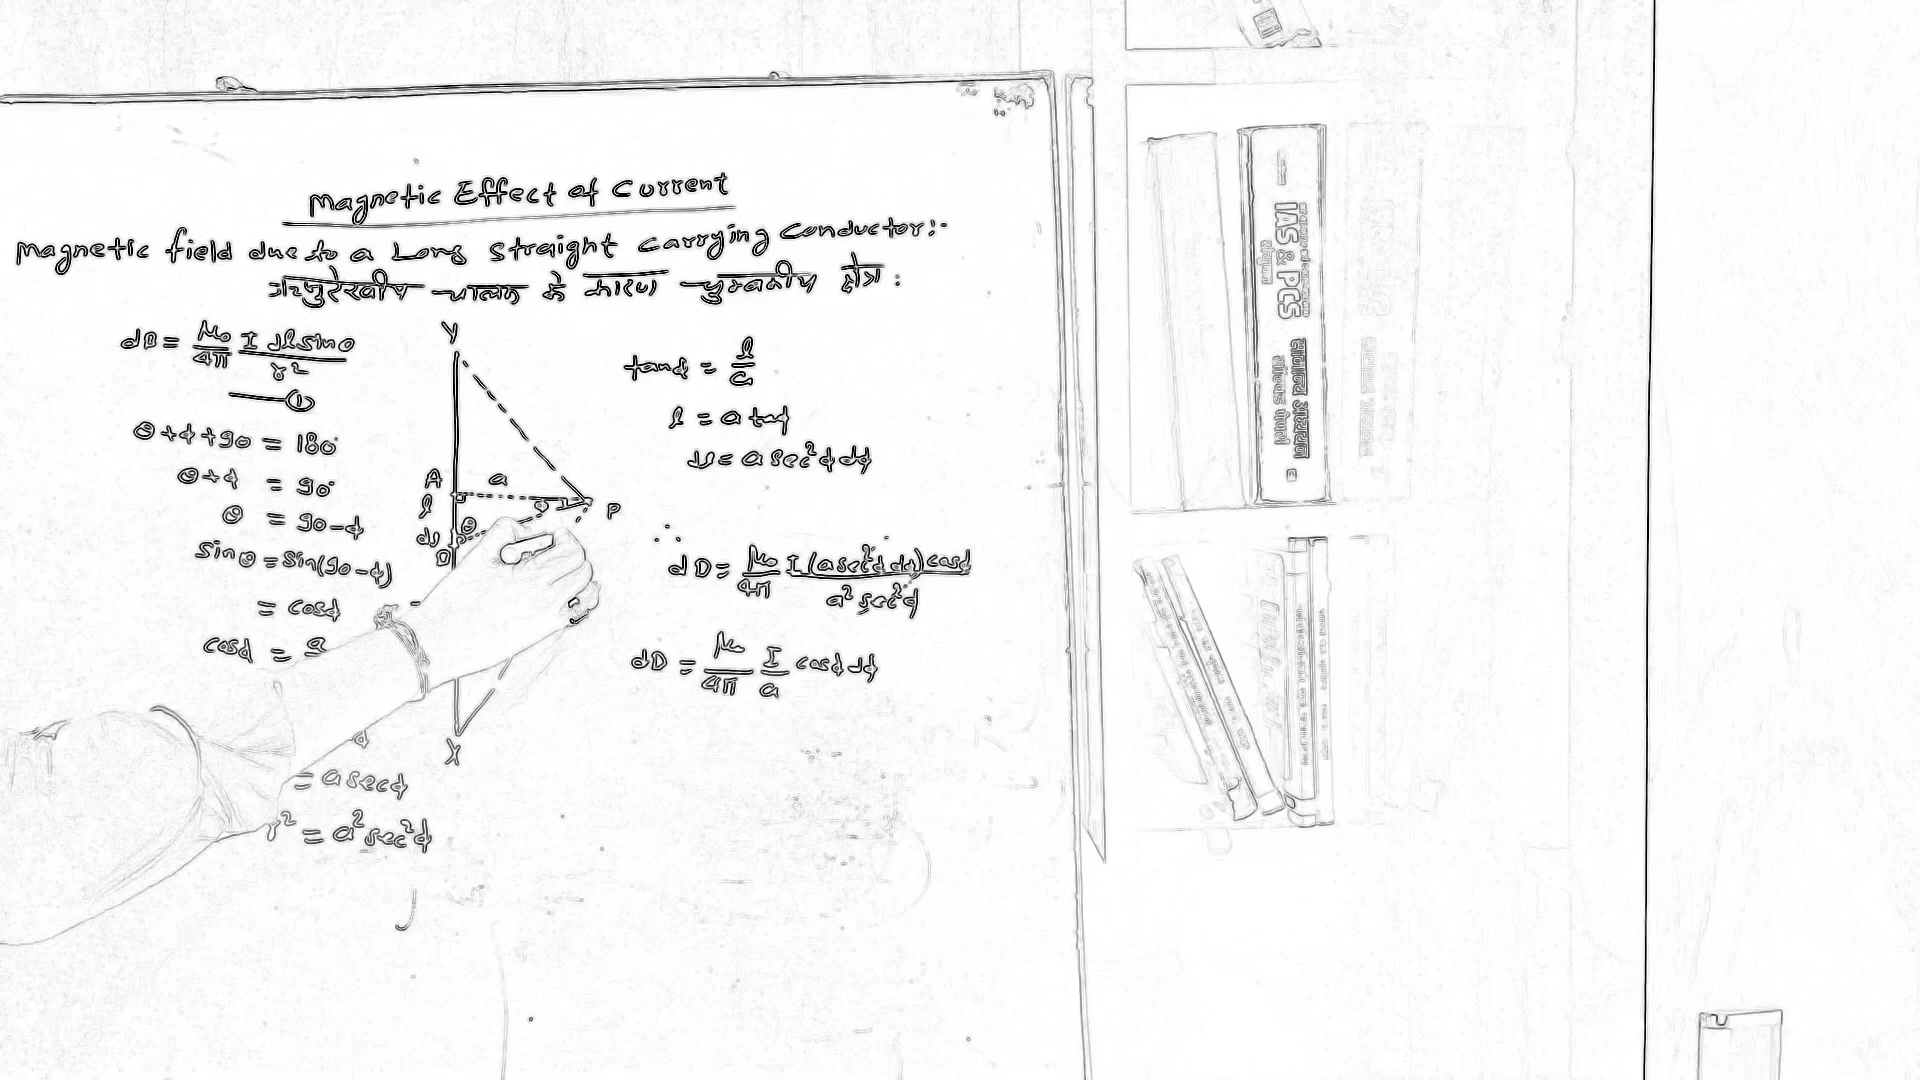 Magnetic Effect of Current
Magnetic field due to a Long Straight Carrying Conductor:-
ऋजुरेखीय चालक के कारण चुम्बकीय क्षेत्र :
dB = μ₀/4π I dl sinθ / r²
①
θ+ϕ+90 = 180°
θ+ϕ = 90°
θ = 90-ϕ
sinθ = sin(90-ϕ)
= cosϕ
cosϕ = a
= a secϕ
r² = a² sec²ϕ
Y
A
a
l
P
dl
θ
ϕ
X
tanϕ = l/a
l = a tanϕ
dl = a sec²ϕ dϕ
∴
dB = μ₀/4π I (a sec²ϕ dϕ) cosϕ / a² sec²ϕ
dB = μ₀/4π I/a cosϕ dϕ
IAS & PCS